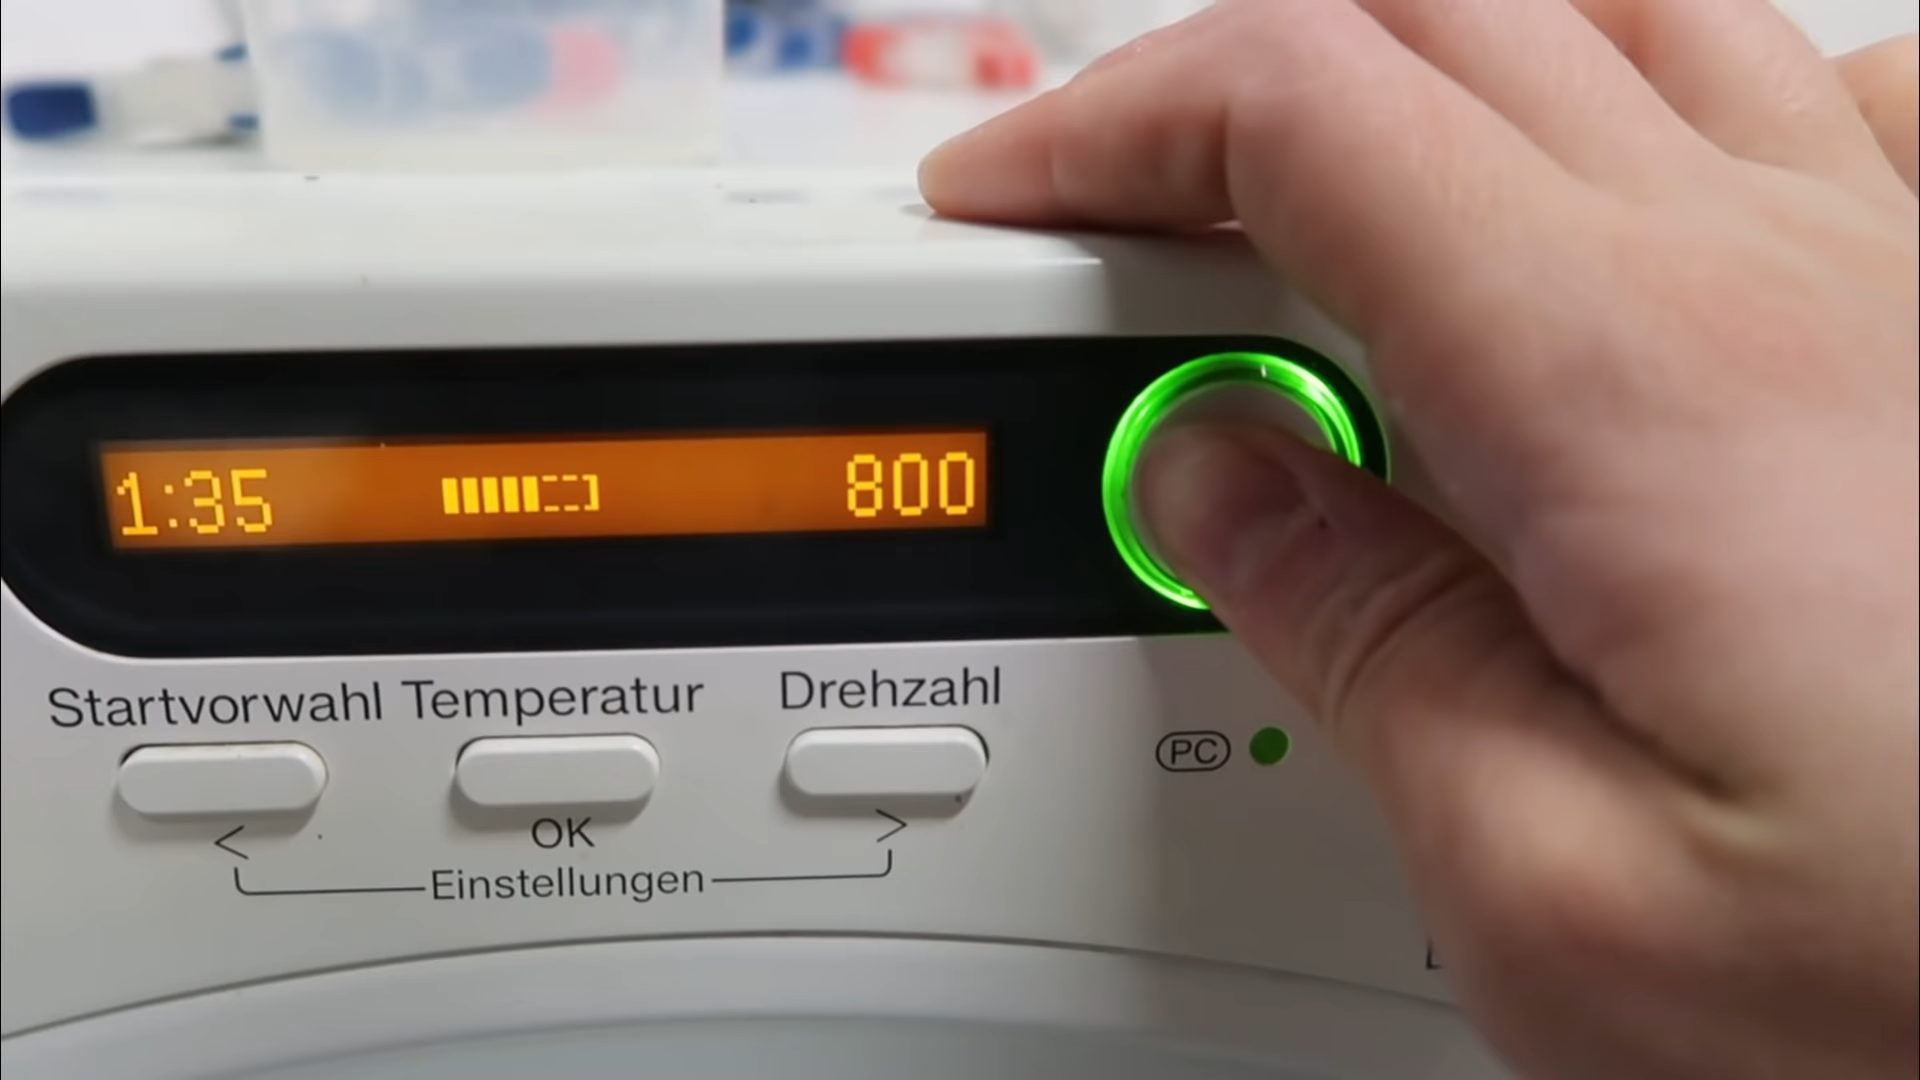 1:35 800
Startvorwahl Temperatur Drehzahl
PC
< OK >
Einstellungen